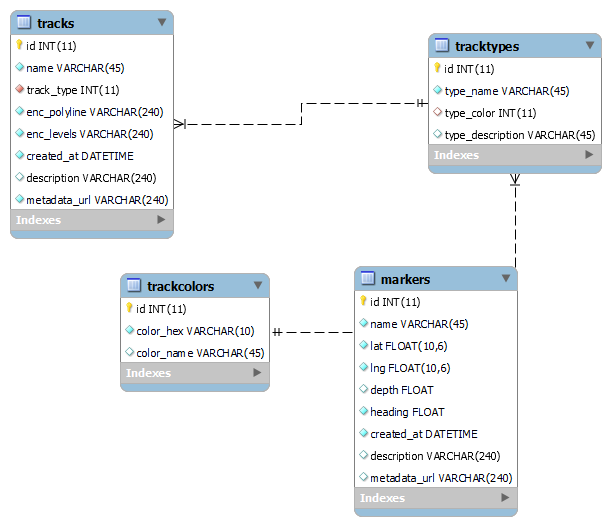 tracks
id INT(11)
name VARCHAR(45)
track_type INT(11)
enc_polyline VARCHAR(240)
enc_levels VARCHAR(240)
created_at DATETIME
description VARCHAR(240)
metadata_url VARCHAR(240)
Indexes
tracktypes
id INT(11)
type_name VARCHAR(45)
type_color INT(11)
type_description VARCHAR(45)
Indexes
trackcolors
id INT(11)
color_hex VARCHAR(10)
color_name VARCHAR(45)
Indexes
markers
id INT(11)
name VARCHAR(45)
lat FLOAT(10,6)
lng FLOAT(10,6)
depth FLOAT
heading FLOAT
created_at DATETIME
description VARCHAR(240)
metadata_url VARCHAR(240)
Indexes